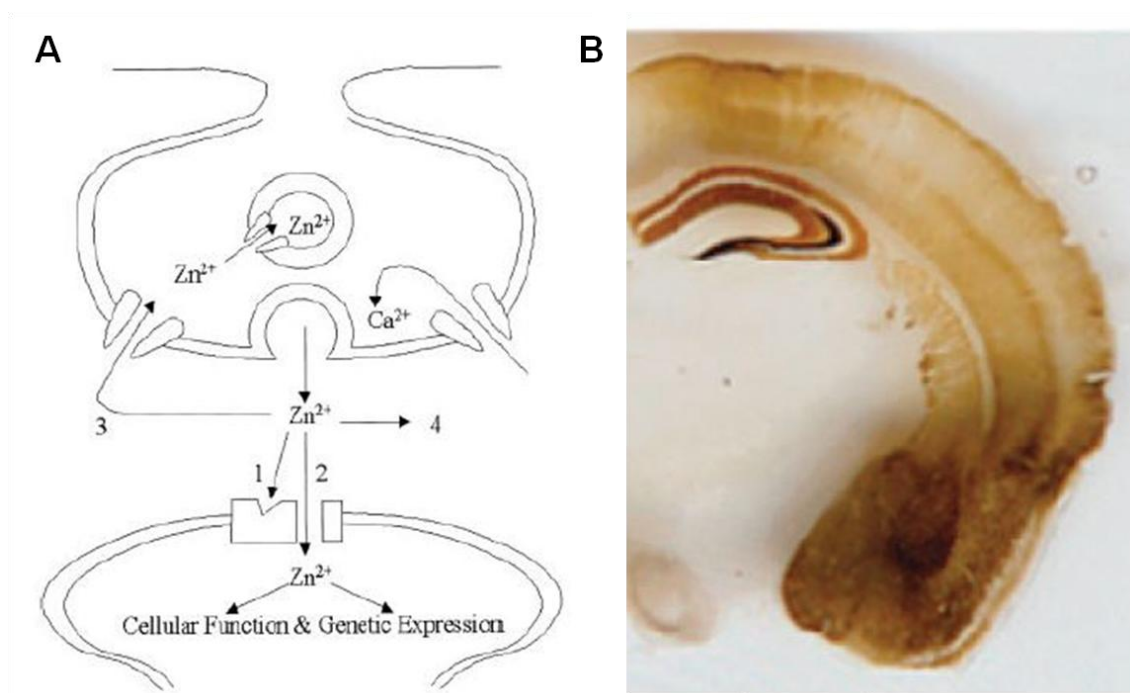 A
B
Zn²⁺
Zn²⁺
Ca²⁺
Zn²⁺
3
4
1
2
Zn²⁺
Cellular Function & Genetic Expression